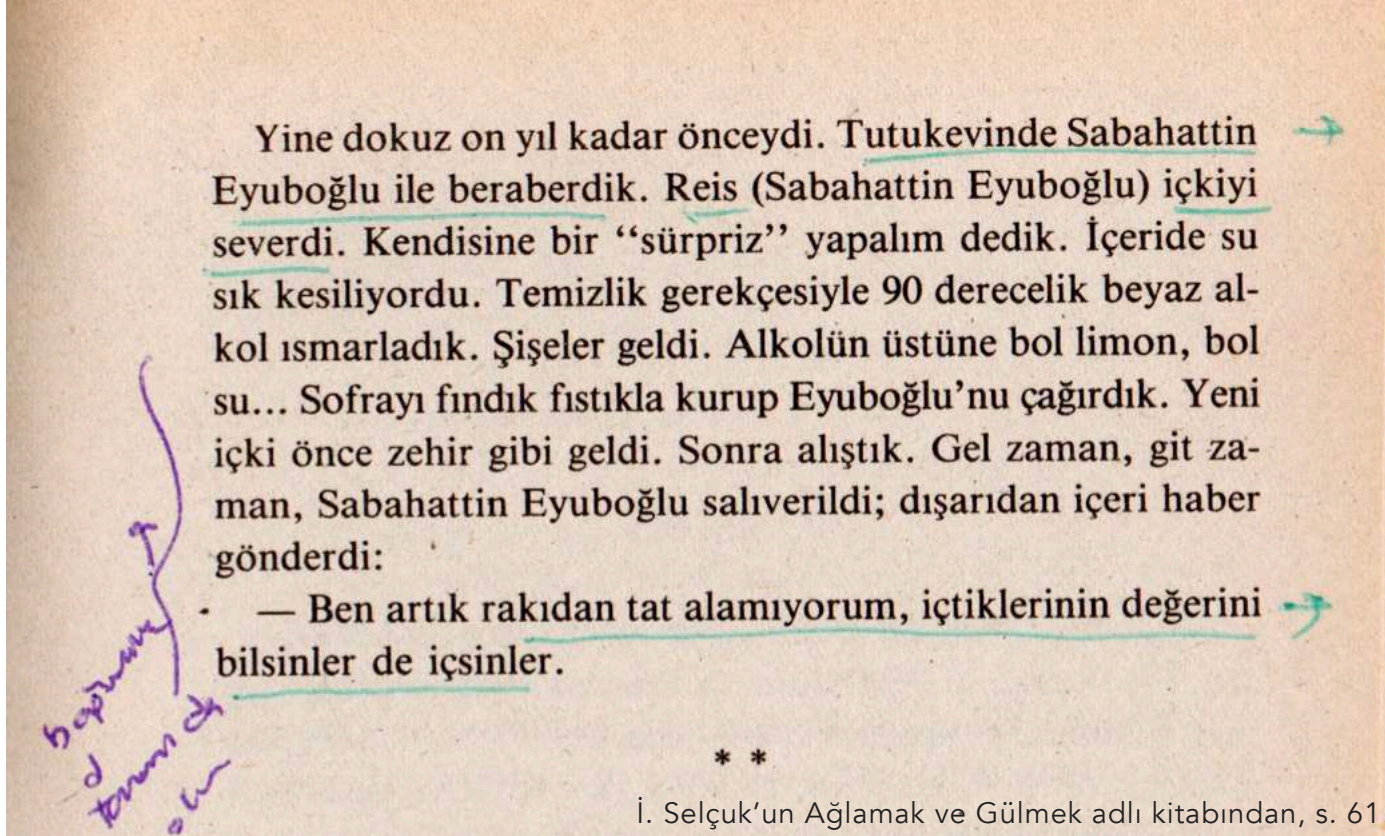 Yine dokuz on yıl kadar önceydi. Tutukevinde Sabahattin
Eyuboğlu ile beraberdik. Reis (Sabahattin Eyuboğlu) içkiyi
severdi. Kendisine bir “sürpriz” yapalım dedik. İçeride su
sık kesiliyordu. Temizlik gerekçesiyle 90 derecelik beyaz al-
kol ısmarladık. Şişeler geldi. Alkolün üstüne bol limon, bol
su... Sofrayı fındık fıstıkla kurup Eyuboğlu’nu çağırdık. Yeni
içki önce zehir gibi geldi. Sonra alıştık. Gel zaman, git za-
man, Sabahattin Eyuboğlu salıverildi; dışarıdan içeri haber
gönderdi:
— Ben artık rakıdan tat alamıyorum, içtiklerinin değerini
bilsinler de içsinler.
* *
İ. Selçuk’un Ağlamak ve Gülmek adlı kitabından, s. 61